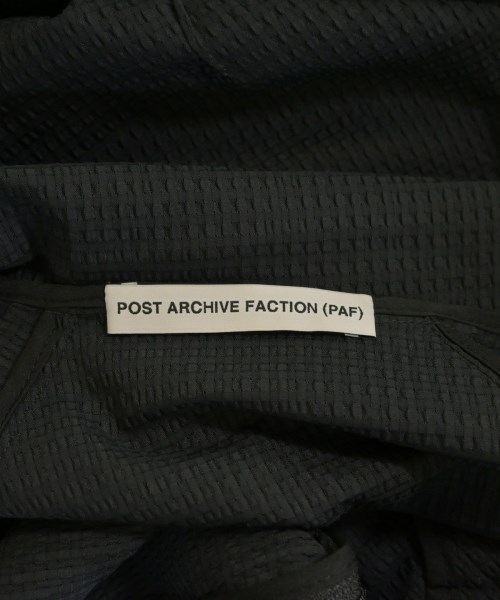 POST ARCHIVE FACTION (PAF)